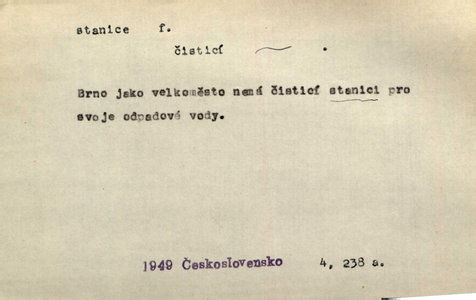 stanice f.
čisticí ~ .
Brno jako velkoměsto nemá čisticí stanici pro
svoje odpadové vody.
1949 Československo 4, 238 a.